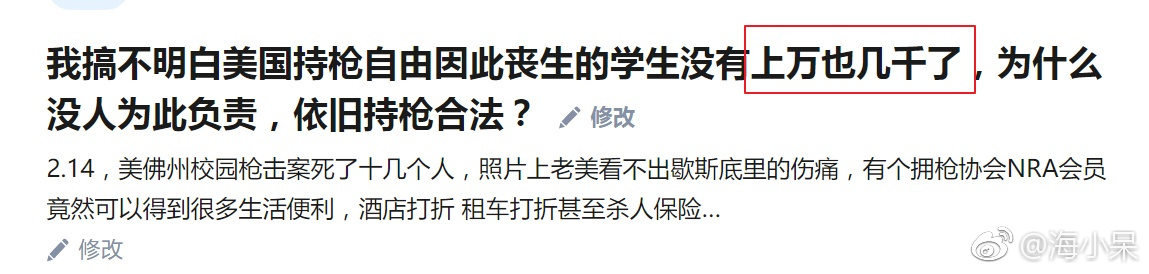 我搞不明白美国持枪自由因此丧生的学生没有上万也几千了，为什么
没人为此负责，依旧持枪合法？ 修改
2.14，美佛州校园枪击案死了十几个人，照片上老美看不出歇斯底里的伤痛，有个拥枪协会NRA会员
竟然可以得到很多生活便利，酒店打折 租车打折甚至杀人保险...
修改
@海小呆